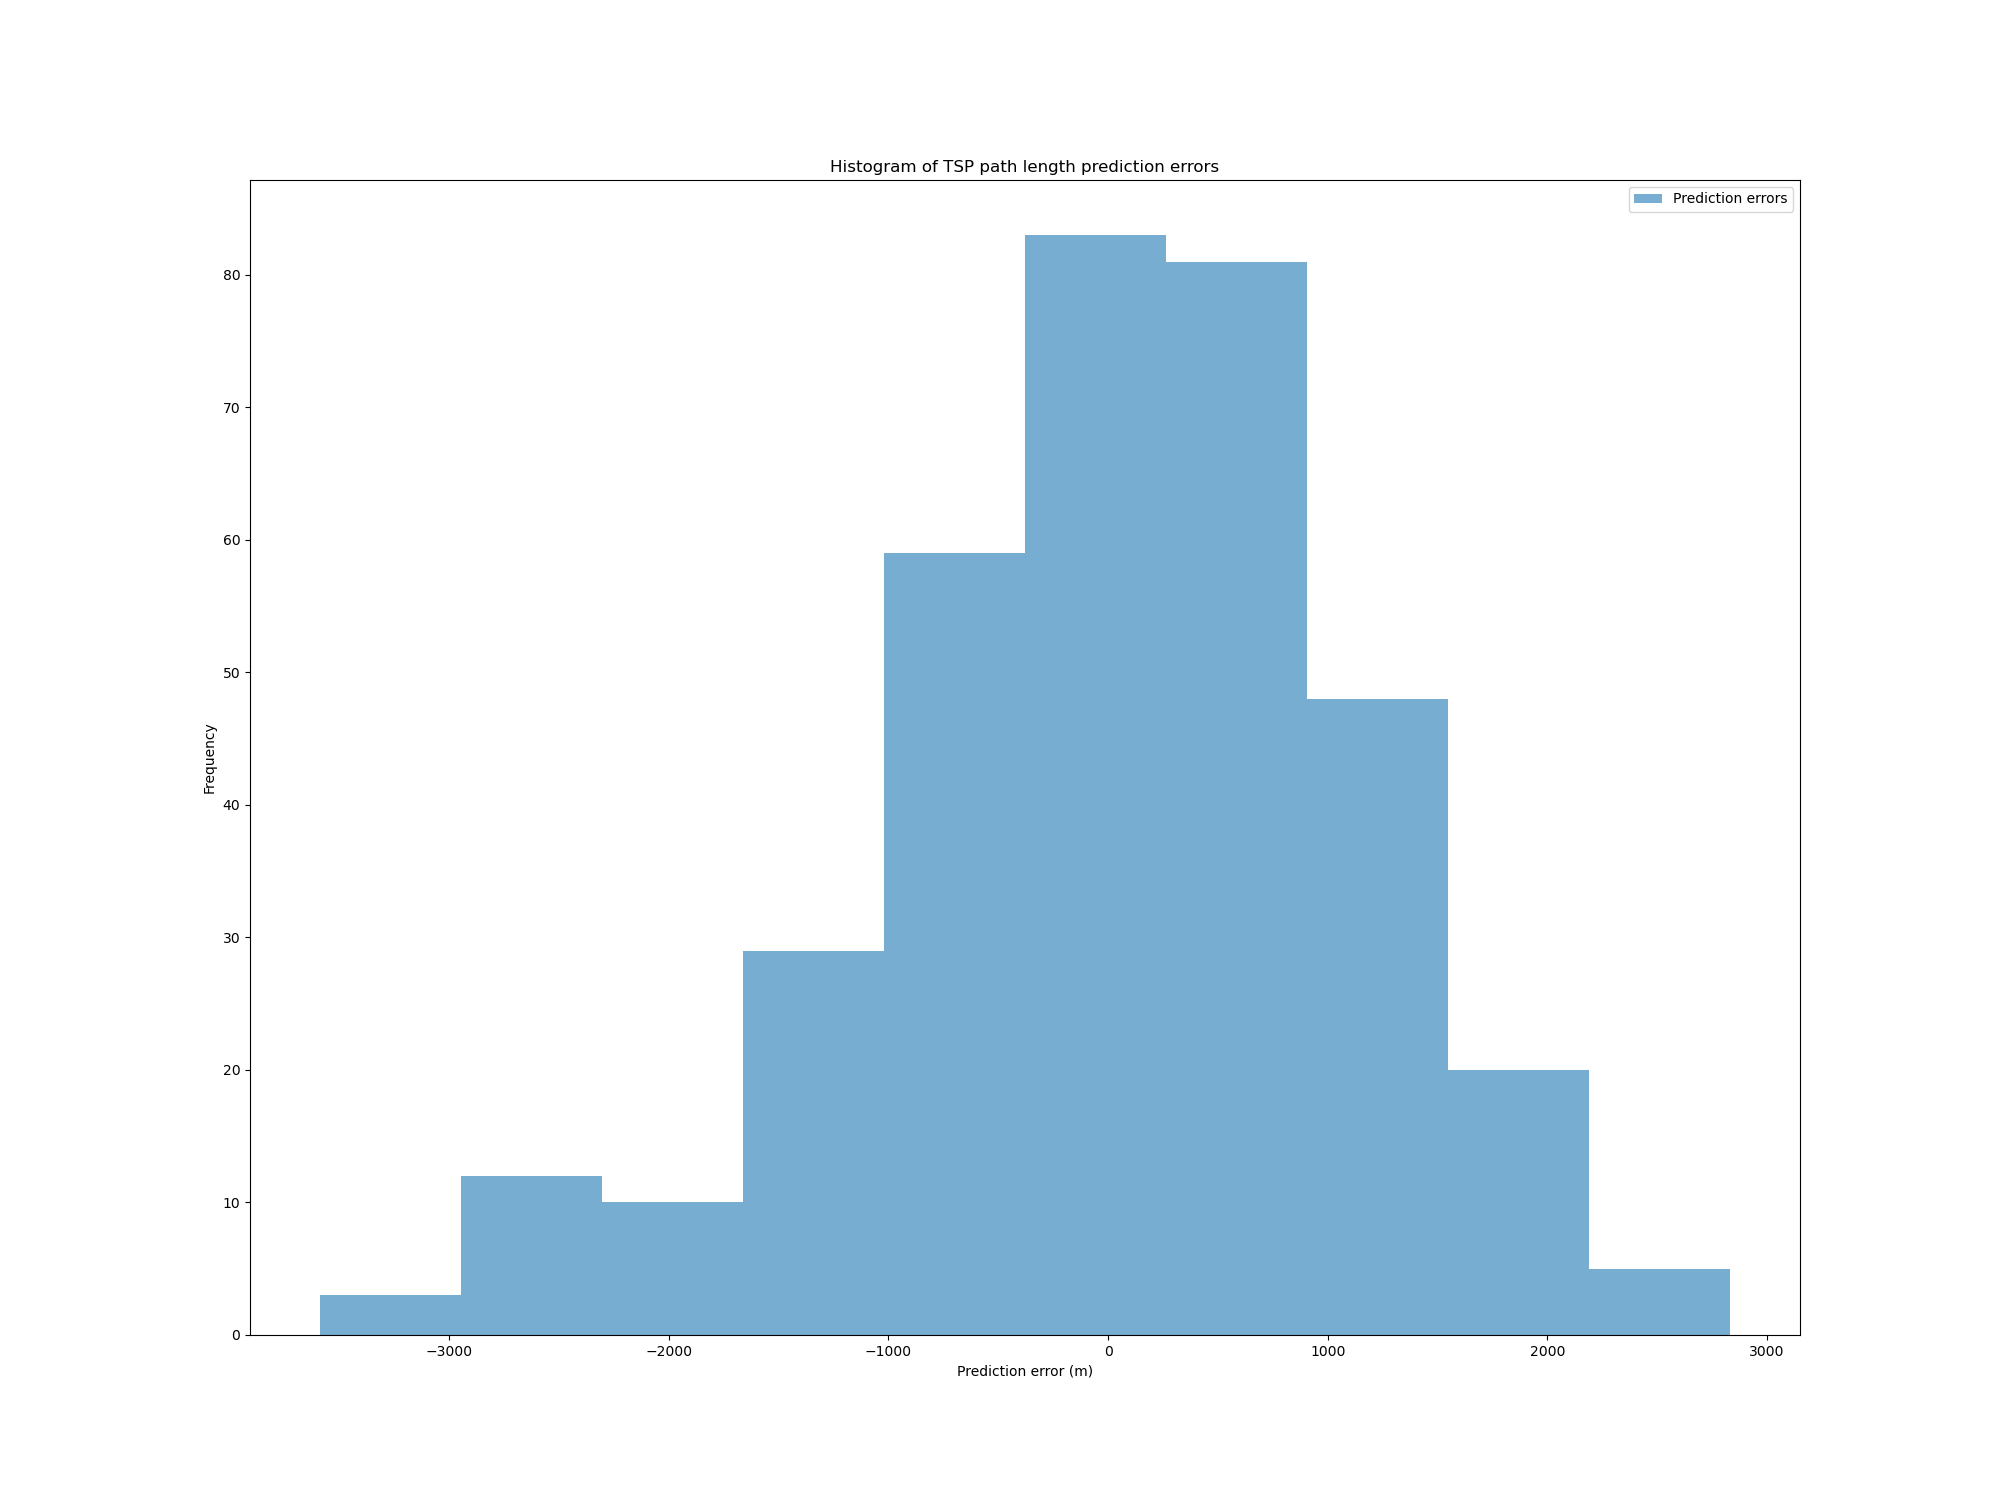 Histogram of TSP path length prediction errors
Prediction errors
80
70
60
50
40
30
20
10
0
Frequency
−3000 −2000 −1000 0 1000 2000 3000
Prediction error (m)